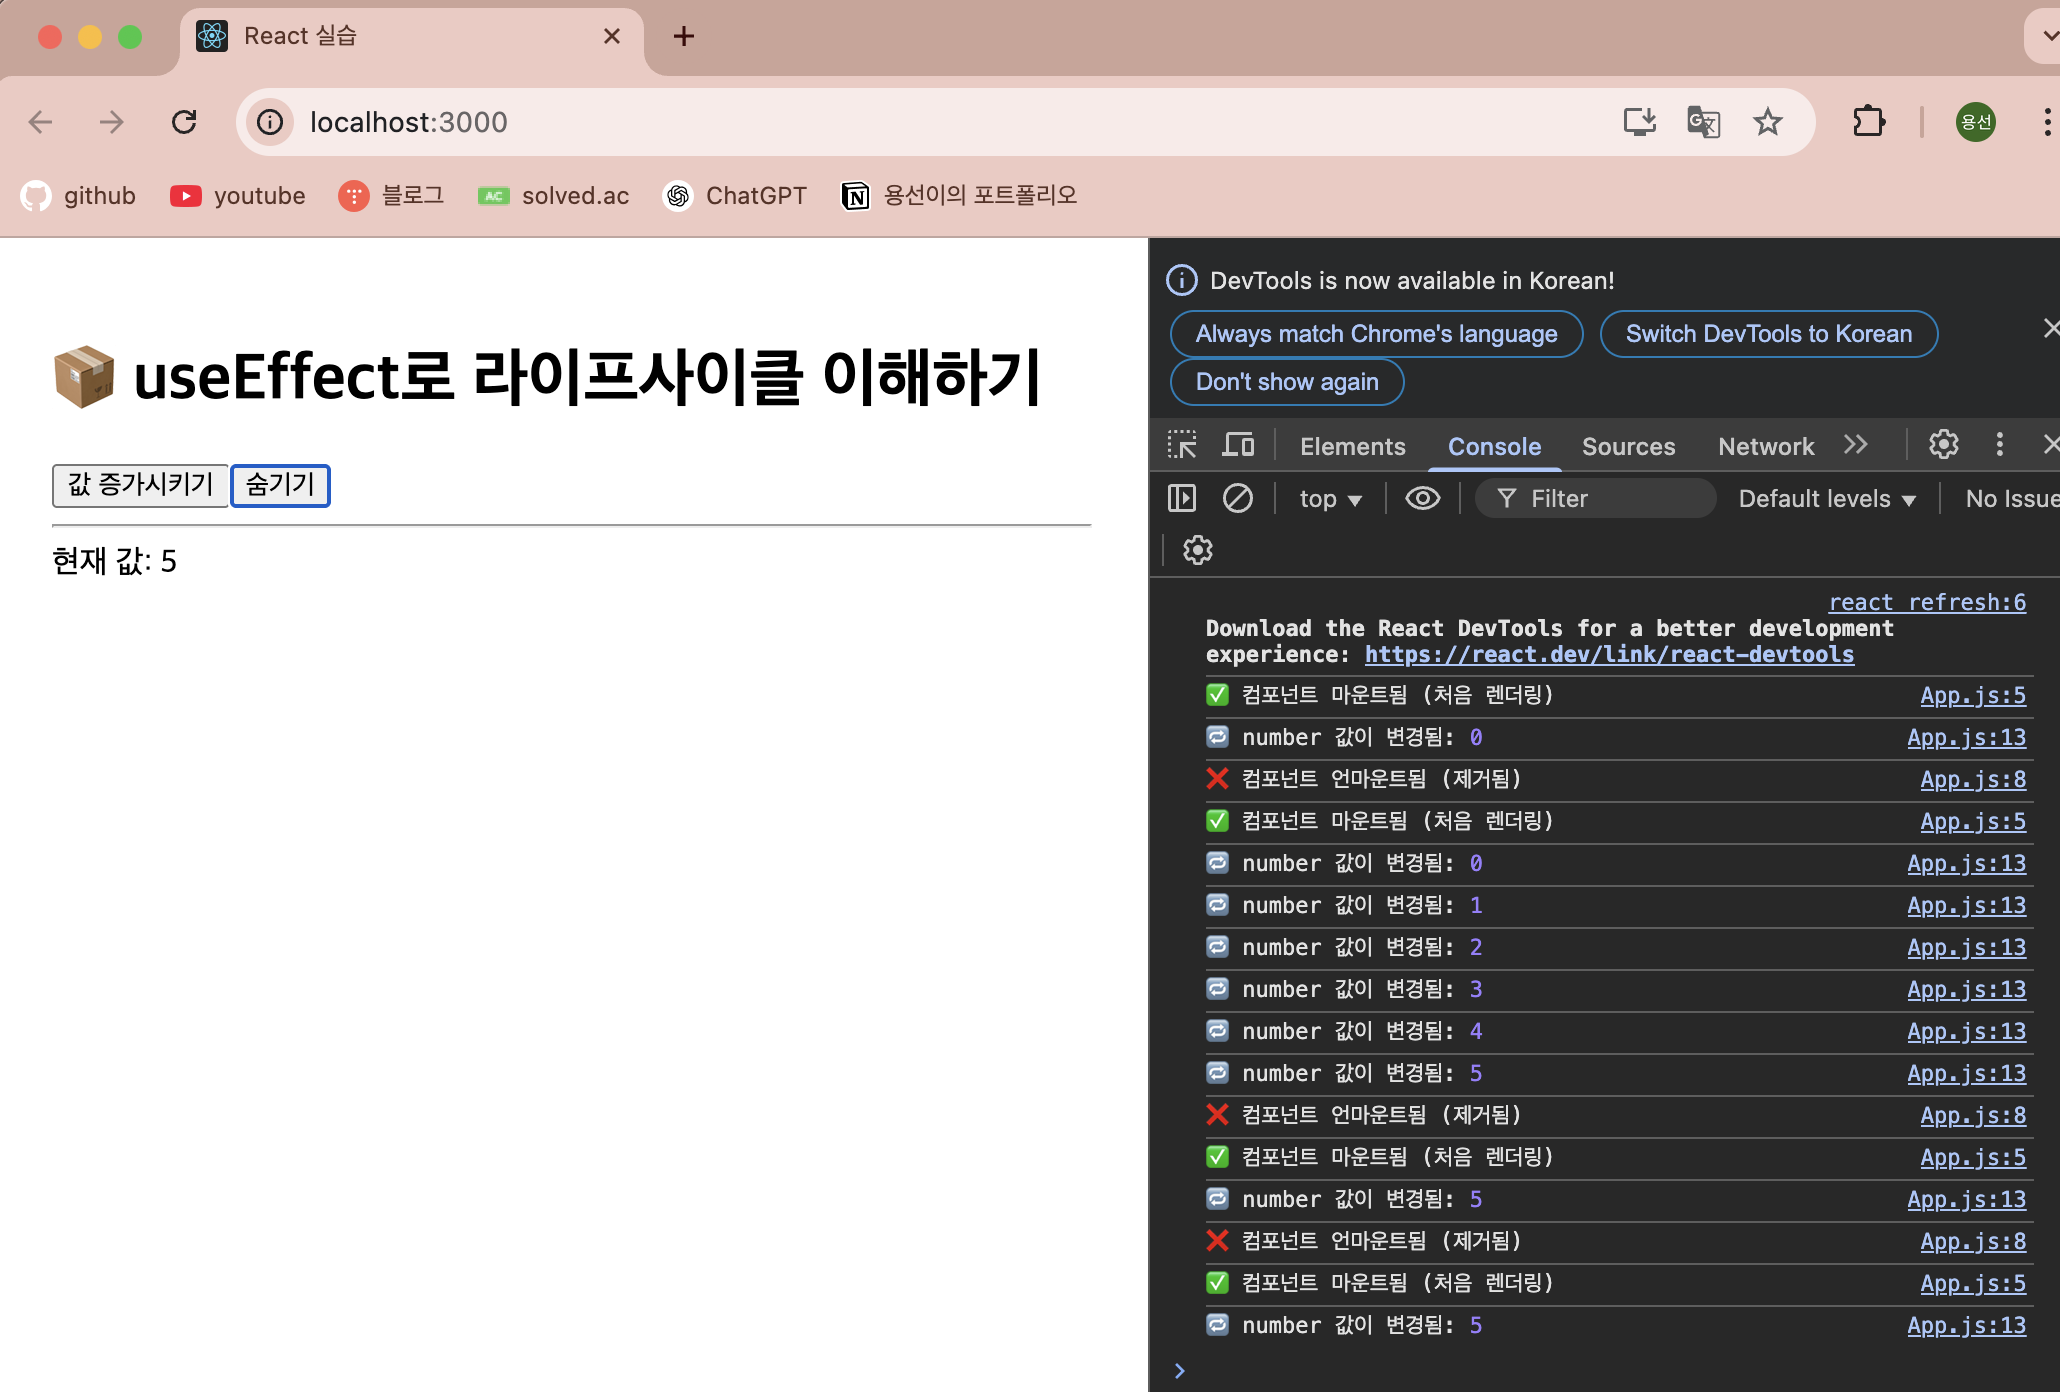 React 실습
localhost:3000
용선
github
youtube
블로그
solved.ac
ChatGPT
용선이의 포트폴리오
📦 useEffect로 라이프사이클 이해하기
값 증가시키기 숨기기
현재 값: 5
DevTools is now available in Korean!
Always match Chrome's language
Switch DevTools to Korean
Don't show again
Elements Console Sources Network
top Filter Default levels No Issue
react refresh:6
Download the React DevTools for a better development
experience: https://react.dev/link/react-devtools
✅ 컴포넌트 마운트됨 (처음 렌더링) App.js:5
🔁 number 값이 변경됨: 0 App.js:13
❌ 컴포넌트 언마운트됨 (제거됨) App.js:8
✅ 컴포넌트 마운트됨 (처음 렌더링) App.js:5
🔁 number 값이 변경됨: 0 App.js:13
🔁 number 값이 변경됨: 1 App.js:13
🔁 number 값이 변경됨: 2 App.js:13
🔁 number 값이 변경됨: 3 App.js:13
🔁 number 값이 변경됨: 4 App.js:13
🔁 number 값이 변경됨: 5 App.js:13
❌ 컴포넌트 언마운트됨 (제거됨) App.js:8
✅ 컴포넌트 마운트됨 (처음 렌더링) App.js:5
🔁 number 값이 변경됨: 5 App.js:13
❌ 컴포넌트 언마운트됨 (제거됨) App.js:8
✅ 컴포넌트 마운트됨 (처음 렌더링) App.js:5
🔁 number 값이 변경됨: 5 App.js:13